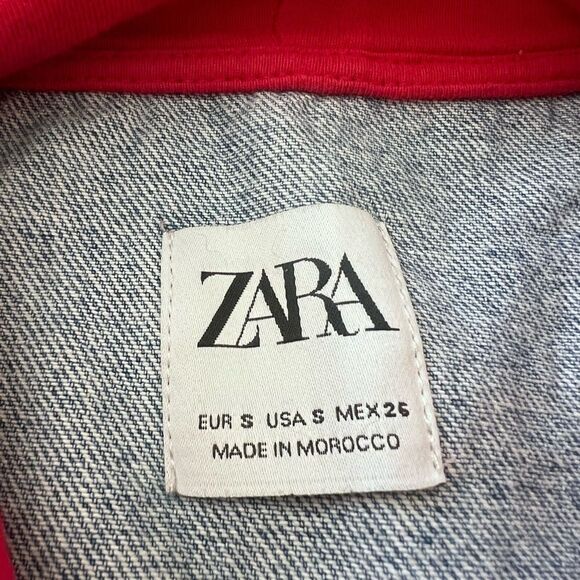 ZARA
EUR S USA S MEX 26
MADE IN MOROCCO